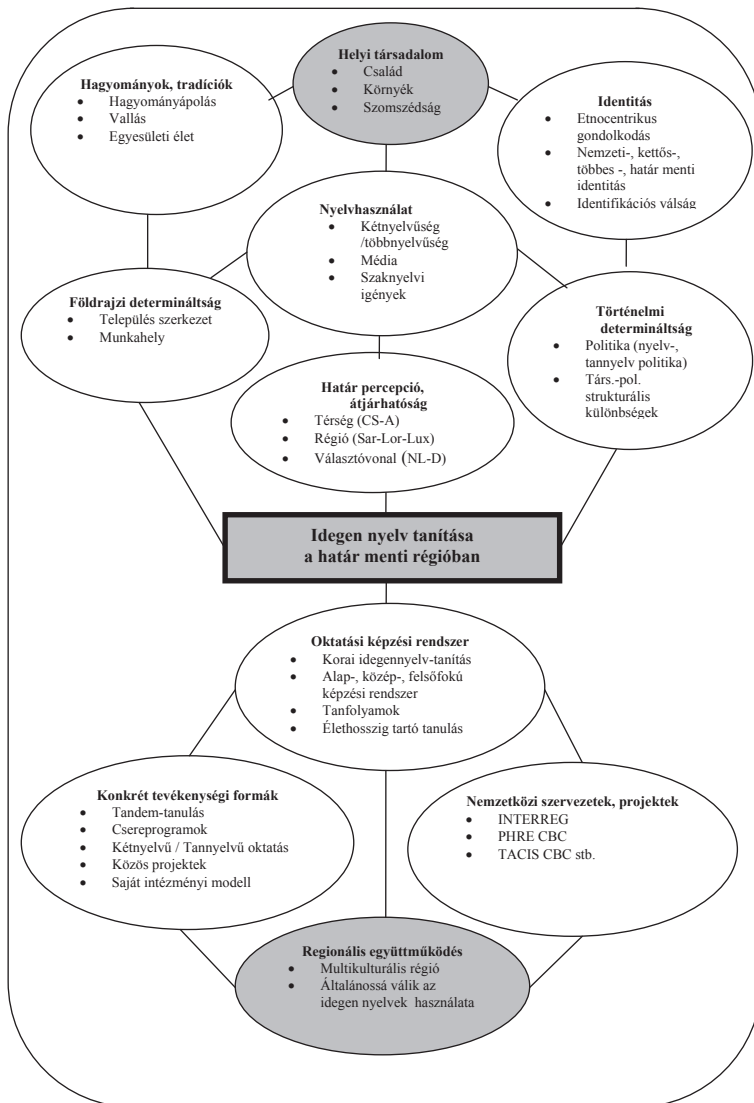 Helyi társadalom
• Család
• Környék
• Szomszédság
Hagyományok, tradíciók
• Hagyományápolás
• Vallás
• Egyesületi élet
Identitás
• Etnocentrikus
gondolkodás
• Nemzeti-, kettős-,
többes -, határ menti
identitás
• Identifikációs válság
Nyelvhasználat
• Kétnyelvűség
/többnyelvűség
• Média
• Szaknyelvi
igények
Földrajzi determináltság
• Település szerkezet
• Munkahely
Történelmi
determináltság
• Politika (nyelv-,
tannyelv politika)
• Társ.-pol.
strukturális
különbségek
Határ percepció,
átjárhatóság
• Térség (CS-A)
• Régió (Sar-Lor-Lux)
• Választóvonal (NL-D)
Idegen nyelv tanítása
a határ menti régióban
Oktatási képzési rendszer
• Korai idegennyelv-tanítás
• Alap-, közép-, felsőfokú
képzési rendszer
• Tanfolyamok
• Élethosszig tartó tanulás
Konkrét tevékenységi formák
• Tandem-tanulás
• Csereprogramok
• Kétnyelvű / Tannyelvű oktatás
• Közös projektek
• Saját intézményi modell
Nemzetközi szervezetek, projektek
• INTERREG
• PHRE CBC
• TACIS CBC stb.
Regionális együttműködés
• Multikulturális régió
• Általánossá válik az
idegen nyelvek használata